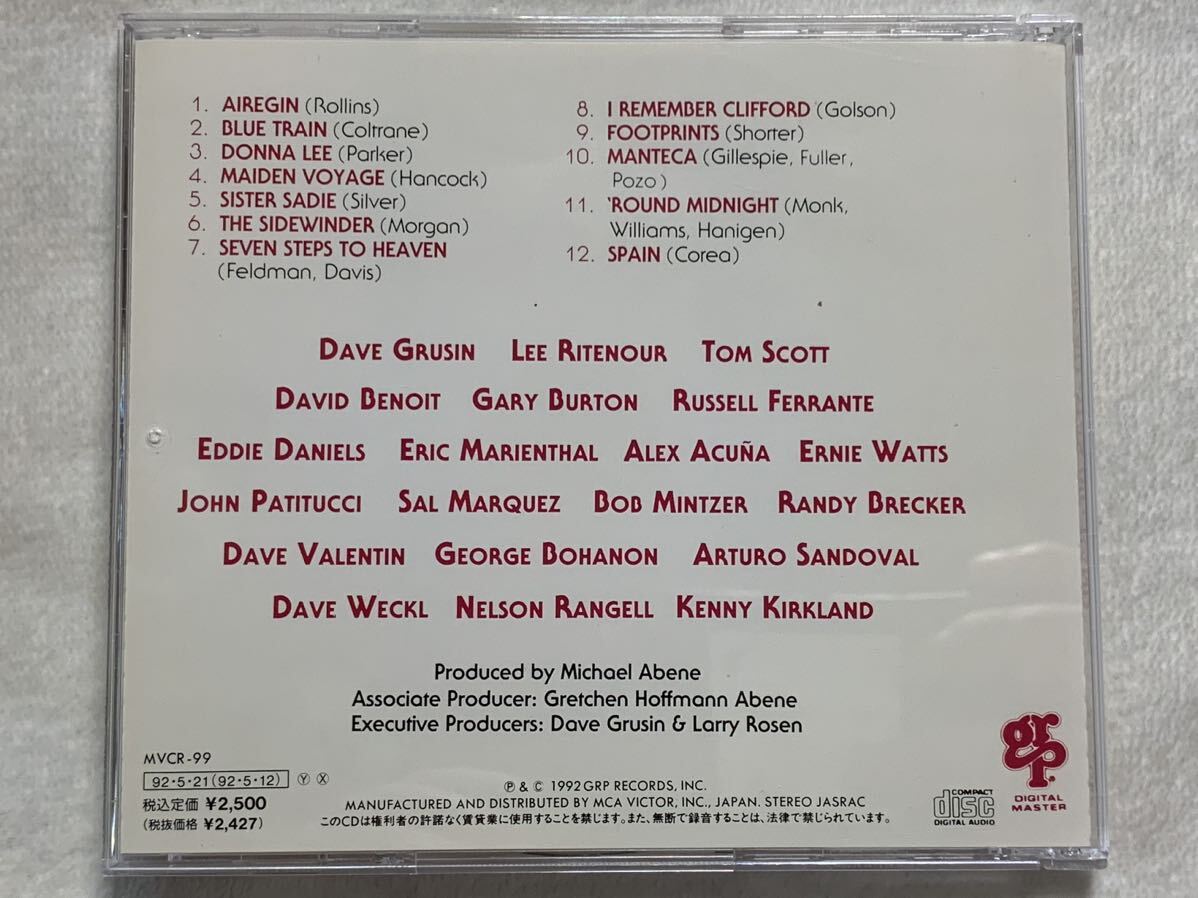 1. AIREGIN (Rollins)
2. BLUE TRAIN (Coltrane)
3. DONNA LEE (Parker)
4. MAIDEN VOYAGE (Hancock)
5. SISTER SADIE (Silver)
6. THE SIDEWINDER (Morgan)
7. SEVEN STEPS TO HEAVEN
(Feldman, Davis)
8. I REMEMBER CLIFFORD (Golson)
9. FOOTPRINTS (Shorter)
10. MANTECA (Gillespie, Fuller,
Pozo)
11. 'ROUND MIDNIGHT (Monk,
Williams, Hanigen)
12. SPAIN (Corea)
DAVE GRUSIN LEE RITENOUR TOM SCOTT
DAVID BENOIT GARY BURTON RUSSELL FERRANTE
EDDIE DANIELS ERIC MARIENTHAL ALEX ACUÑA ERNIE WATTS
JOHN PATITUCCI SAL MARQUEZ BOB MINTZER RANDY BRECKER
DAVE VALENTIN GEORGE BOHANON ARTURO SANDOVAL
DAVE WECKL NELSON RANGELL KENNY KIRKLAND
Produced by Michael Abene
Associate Producer: Gretchen Hoffmann Abene
Executive Producers: Dave Grusin & Larry Rosen
MVCR-99
92・5・21(92・5・12) Ⓨ Ⓧ
税込定価 ¥2,500
(税抜価格 ¥2,427)
℗ & © 1992 GRP RECORDS, INC.
MANUFACTURED AND DISTRIBUTED BY MCA VICTOR, INC., JAPAN. STEREO JASRAC
このCDは権利者の許諾なく賃貸業に使用することを禁じます。また、無断で録音することは、法律で禁じられています。
COMPACT
disc
DIGITAL AUDIO
grp
DIGITAL
MASTER